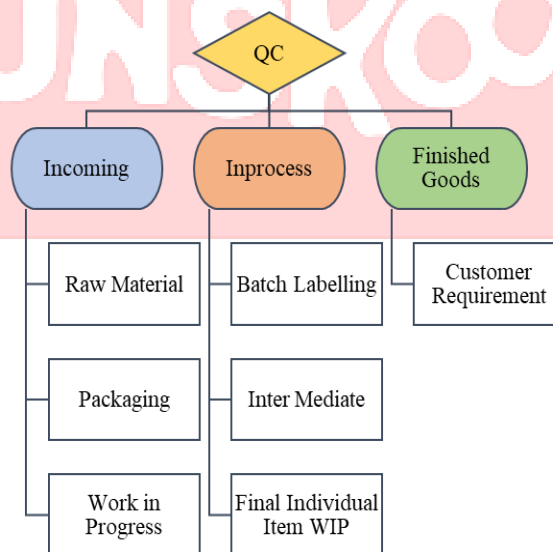 QC
Incoming
Inprocess
Finished
Goods
Raw Material
Batch Labelling
Customer
Requirement
Packaging
Inter Mediate
Work in
Progress
Final Individual
Item WIP